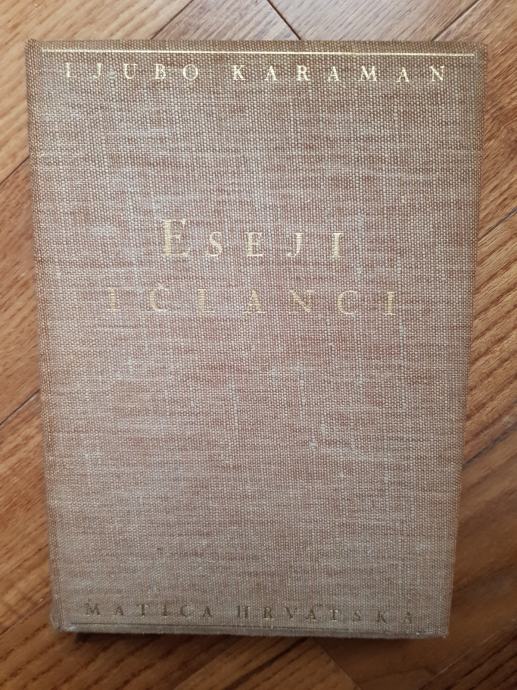 LJUBO KARAMAN
ESEJI
I ČLANCI
MATICA HRVATSKA